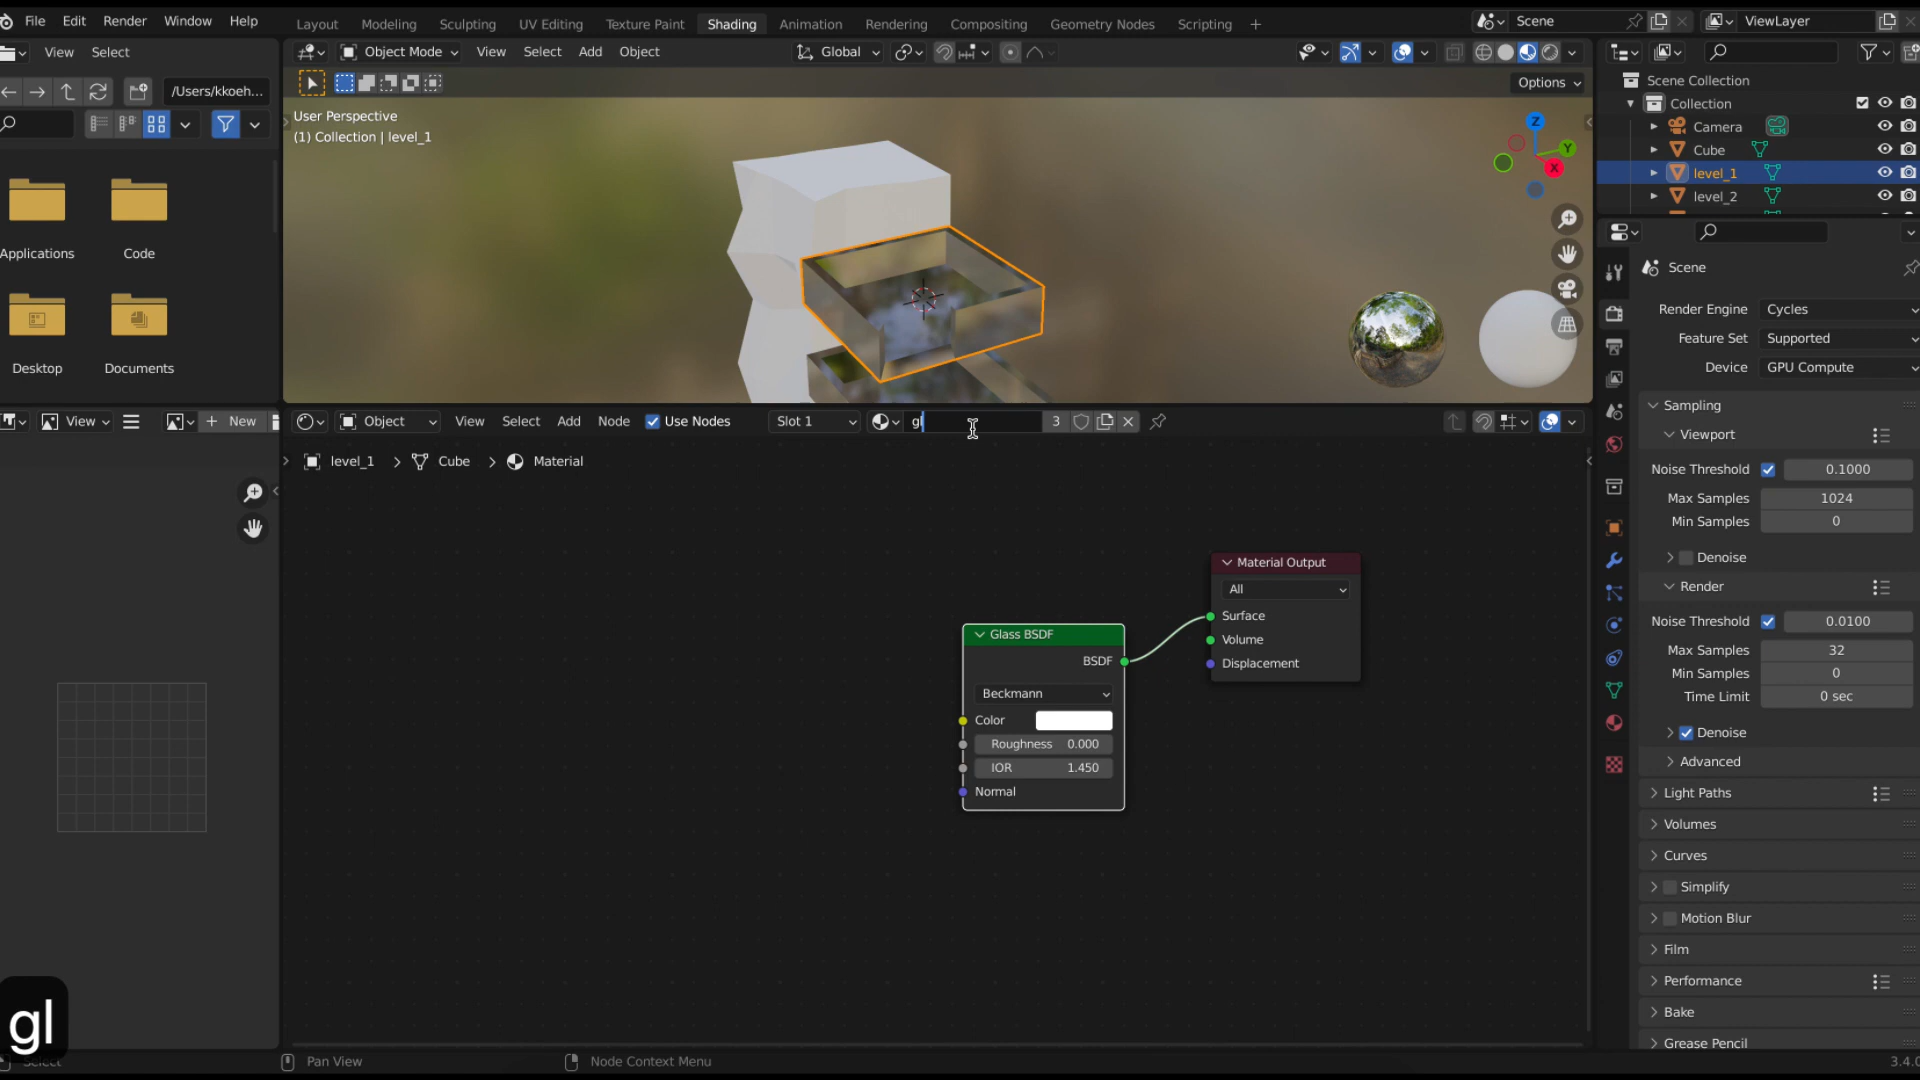 File Edit Render Window Help
Layout Modeling Sculpting UV Editing Texture Paint Shading Animation Rendering Compositing Geometry Nodes Scripting +
Scene
ViewLayer
View Select
Object Mode View Select Add Object
Global
/Users/kkoeh...
Options
User Perspective
(1) Collection | level_1
Z
Y
X
Applications
Code
Desktop
Documents
Scene Collection
Collection
Camera
Cube
level_1
level_2
Scene
Render Engine Cycles
Feature Set Supported
Device GPU Compute
Sampling
Viewport
Noise Threshold 0.1000
Max Samples 1024
Min Samples 0
Denoise
Render
Noise Threshold 0.0100
Max Samples 32
Min Samples 0
Time Limit 0 sec
Denoise
Advanced
Light Paths
Volumes
Curves
Simplify
Motion Blur
Film
Performance
Bake
Grease Pencil
View
+ New
Object View Select Add Node Use Nodes Slot 1 gl 3
level_1 > Cube > Material
Material Output
All
Surface
Volume
Displacement
Glass BSDF
BSDF
Beckmann
Color
Roughness 0.000
IOR 1.450
Normal
gl
Select
Pan View
Node Context Menu
3.4.0